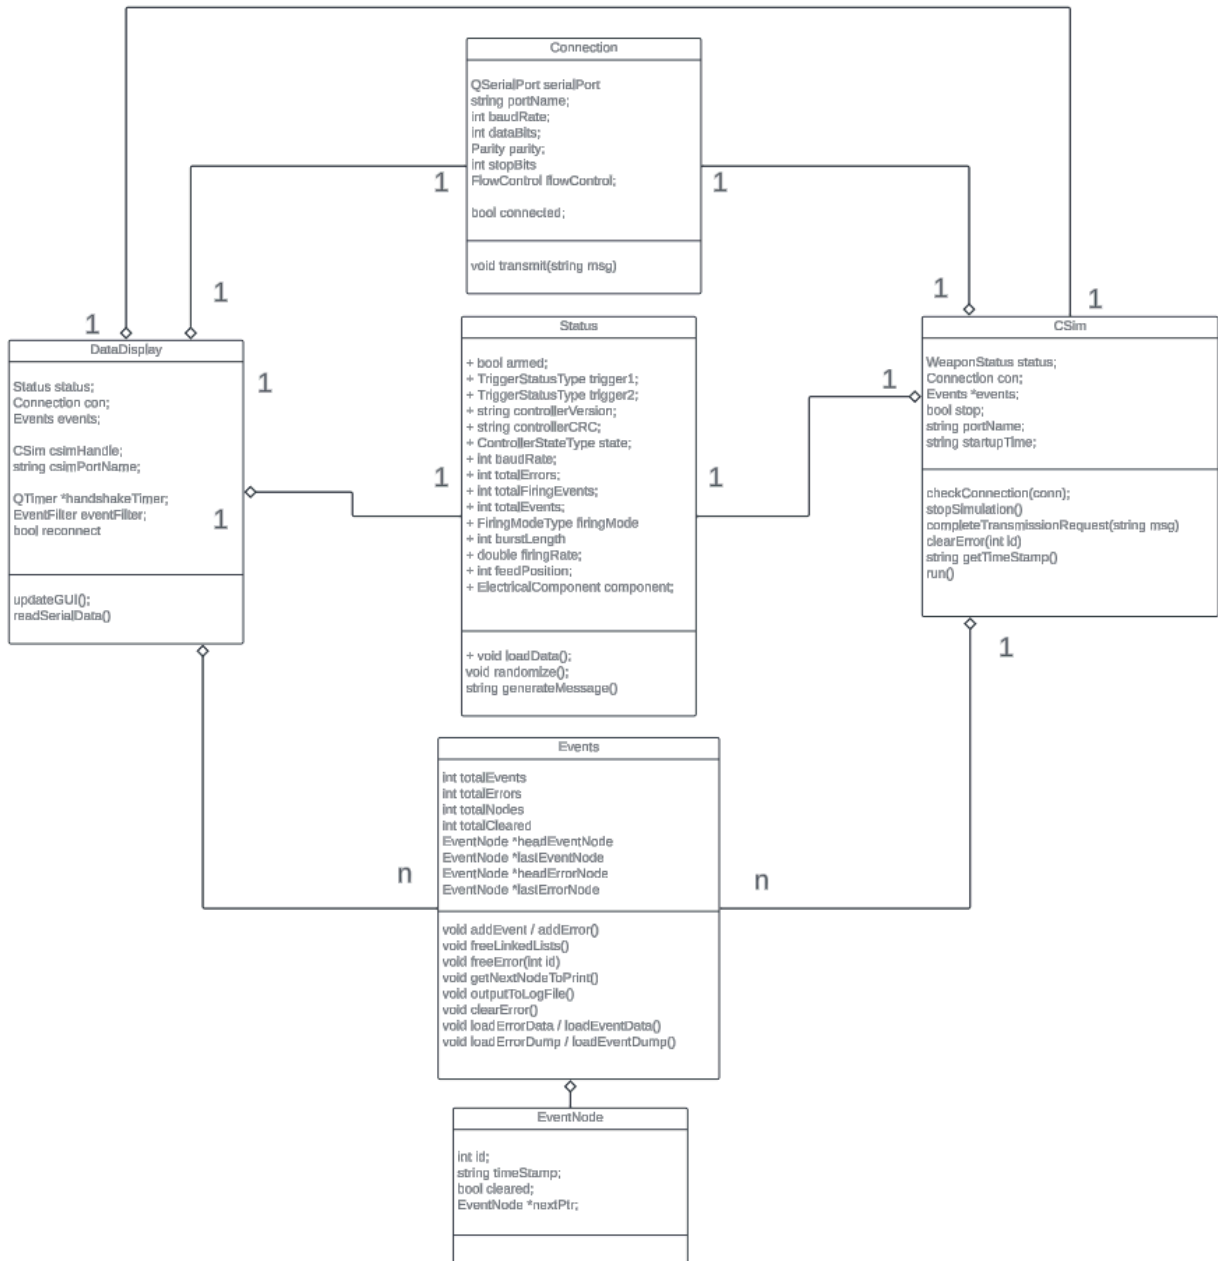 Connection
QSerialPort serialPort
string portName;
int baudRate;
int dataBits;
Parity parity;
int stopBits
FlowControl flowControl;
bool connected;
void transmit(string msg)
1
1
1
1
1
1
DataDisplay
Status status;
Connection con;
Events events;
CSim csimHandle;
string csimPortName;
QTimer *handshakeTimer;
EventFilter eventFilter;
bool reconnect
updateGUI();
readSerialData()
1
1
1
Status
+ bool armed;
+ TriggerStatusType trigger1;
+ TriggerStatusType trigger2;
+ string controllerVersion;
+ string controllerCRC;
+ ControllerStateType state;
+ int baudRate;
+ int totalErrors;
+ int totalFiringEvents;
+ int totalEvents;
+ FiringModeType firingMode
+ int burstLength
+ double firingRate;
+ int feedPosition;
+ ElectricalComponent component;
+ void loadData();
void randomize();
string generateMessage()
1
1
CSim
WeaponStatus status;
Connection con;
Events *events;
bool stop;
string portName;
string startupTime;
checkConnection(conn);
stopSimulation()
completeTransmissionRequest(string msg)
clearError(int id)
string getTimeStamp()
run()
1
Events
int totalEvents
int totalErrors
int totalNodes
int totalCleared
EventNode *headEventNode
EventNode *lastEventNode
EventNode *headErrorNode
EventNode *lastErrorNode
void addEvent / addError()
void freeLinkedLists()
void freeError(int id)
void getNextNodeToPrint()
void outputToLogFile()
void clearError()
void loadErrorData / loadEventData()
void loadErrorDump / loadEventDump()
n
n
EventNode
int id;
string timeStamp;
bool cleared;
EventNode *nextPtr;